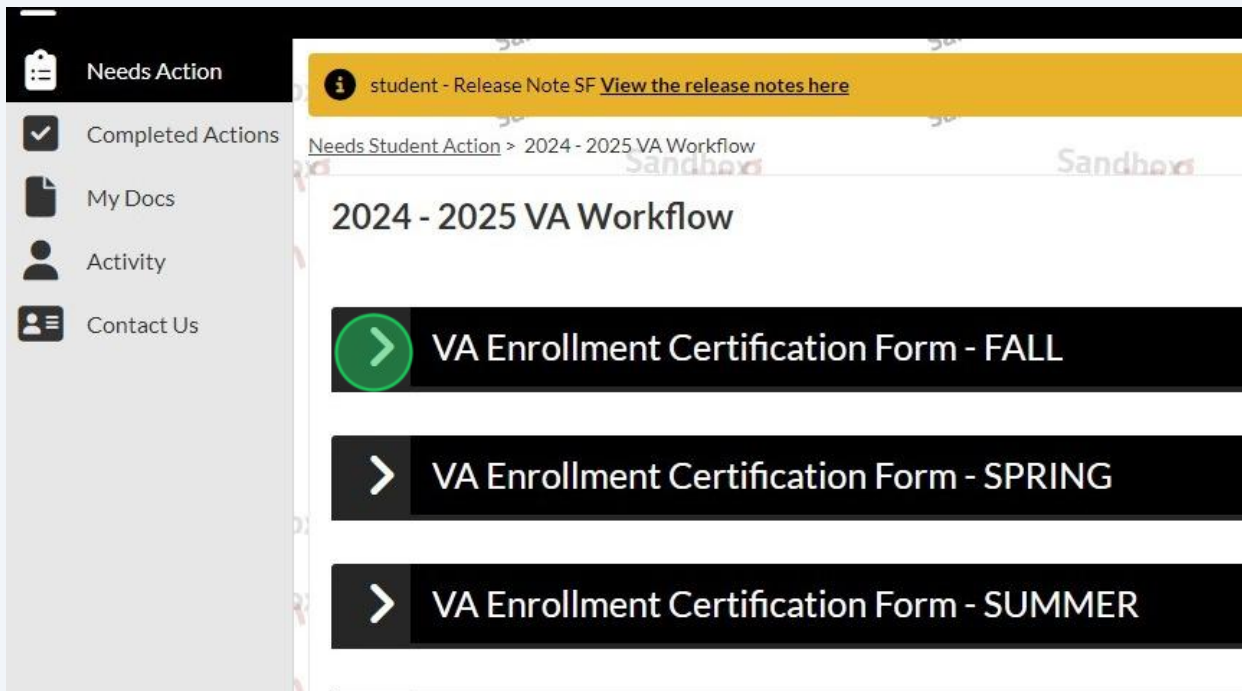 Needs Action
Completed Actions
My Docs
Activity
Contact Us
student - Release Note SF View the release notes here
Needs Student Action > 2024 - 2025 VA Workflow
Sandbox
Sandbox
2024 - 2025 VA Workflow
VA Enrollment Certification Form - FALL
VA Enrollment Certification Form - SPRING
VA Enrollment Certification Form - SUMMER